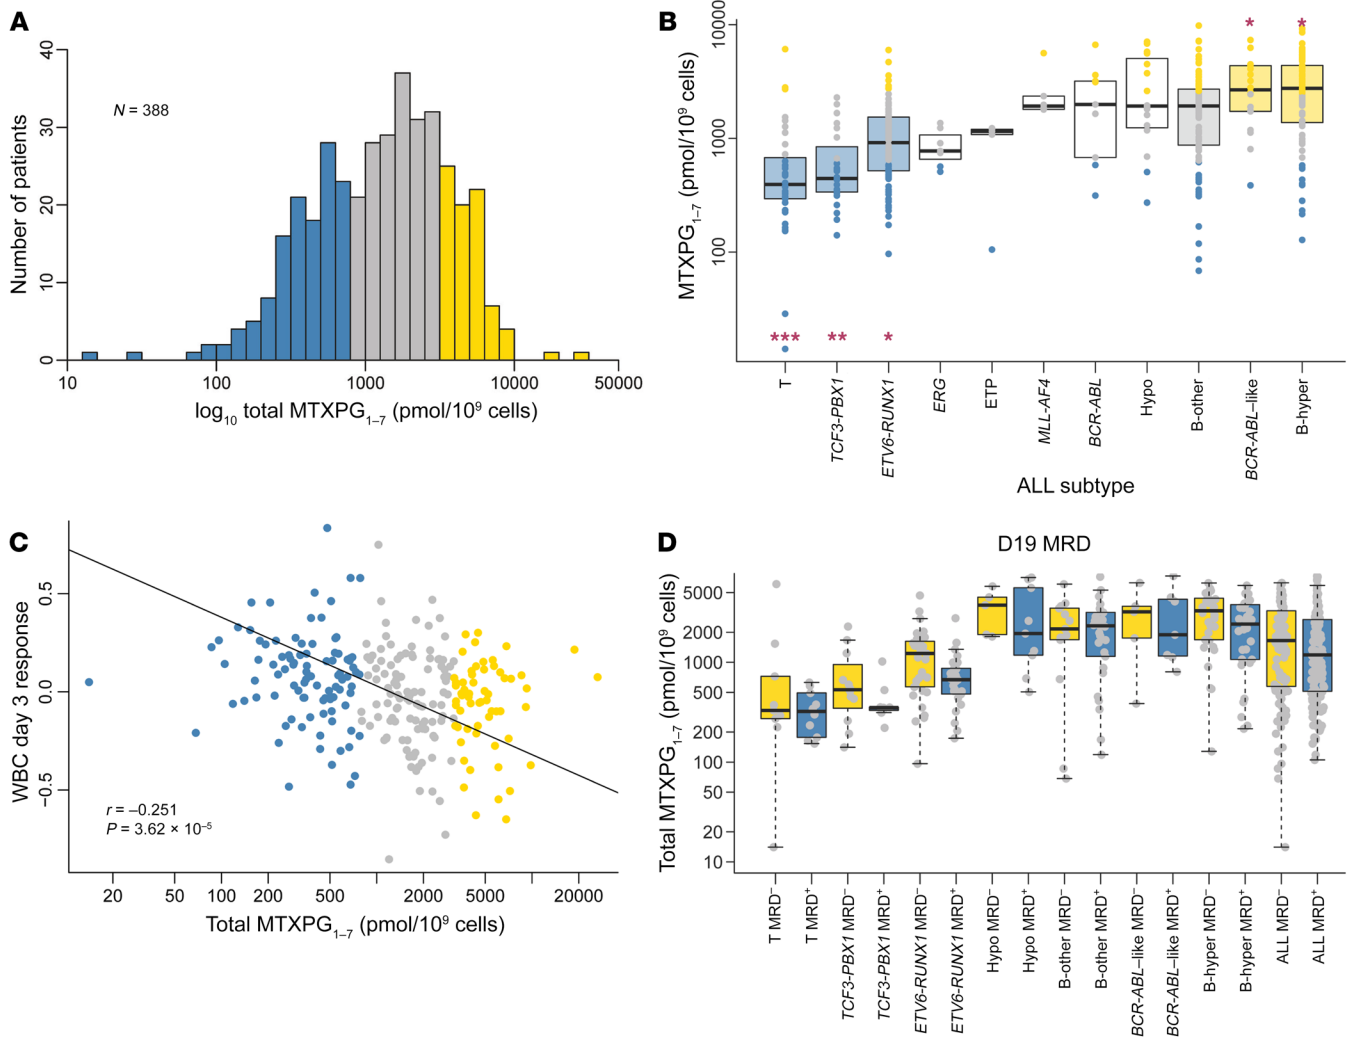 A
Number of patients
40
30
20
10
0
N = 388
10
100
1000
10000
50000
log10 total MTXPG1–7 (pmol/10⁹ cells)
B
MTXPG1–7 (pmol/10⁹ cells)
10000
1000
100
*
*
***
**
*
T
TCF3-PBX1
ETV6-RUNX1
ERG
ETP
MLL-AF4
BCR-ABL
Hypo
B-other
BCR-ABL–like
B-hyper
ALL subtype
C
WBC day 3 response
0.5
0.0
–0.5
r = –0.251
P = 3.62 × 10⁻⁵
20
50
100
200
500
2000
5000
20000
Total MTXPG1–7 (pmol/10⁹ cells)
D
D19 MRD
Total MTXPG1–7 (pmol/10⁹ cells)
5000
2000
1000
500
200
100
50
20
10
T MRD⁻
T MRD⁺
TCF3-PBX1 MRD⁻
TCF3-PBX1 MRD⁺
ETV6-RUNX1 MRD⁻
ETV6-RUNX1 MRD⁺
Hypo MRD⁻
Hypo MRD⁺
B-other MRD⁻
B-other MRD⁺
BCR-ABL–like MRD⁻
BCR-ABL–like MRD⁺
B-hyper MRD⁻
B-hyper MRD⁺
ALL MRD⁻
ALL MRD⁺